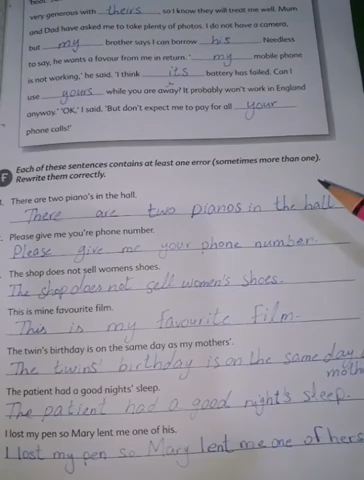 very generous with theirs , so I know they will treat me well. Mum
and Dad have asked me to take plenty of photos. I do not have a camera,
but my brother says I can borrow his . Needless
to say, he wants a favour from me in return. ' my mobile phone
is not working,' he said. 'I think its battery has failed. Can I
use yours while you are away? It probably won't work in England
anyway.' 'OK,' I said. 'But don't expect me to pay for all your
phone calls!'
F Each of these sentences contains at least one error (sometimes more than one).
Rewrite them correctly.
There are two piano's in the hall.
There are two pianos in the hall
Please give me you're phone number.
Please give me your phone number.
The shop does not sell womens shoes.
The shop does not sell women's shoes.
This is mine favourite film.
This is my favourite film.
The twin's birthday is on the same day as my mothers'.
The twins' birthday is on the same day.
moth
The patient had a good nights' sleep.
The patient had a good night's sleep.
I lost my pen so Mary lent me one of his.
I lost my pen so Mary lent me one of hers